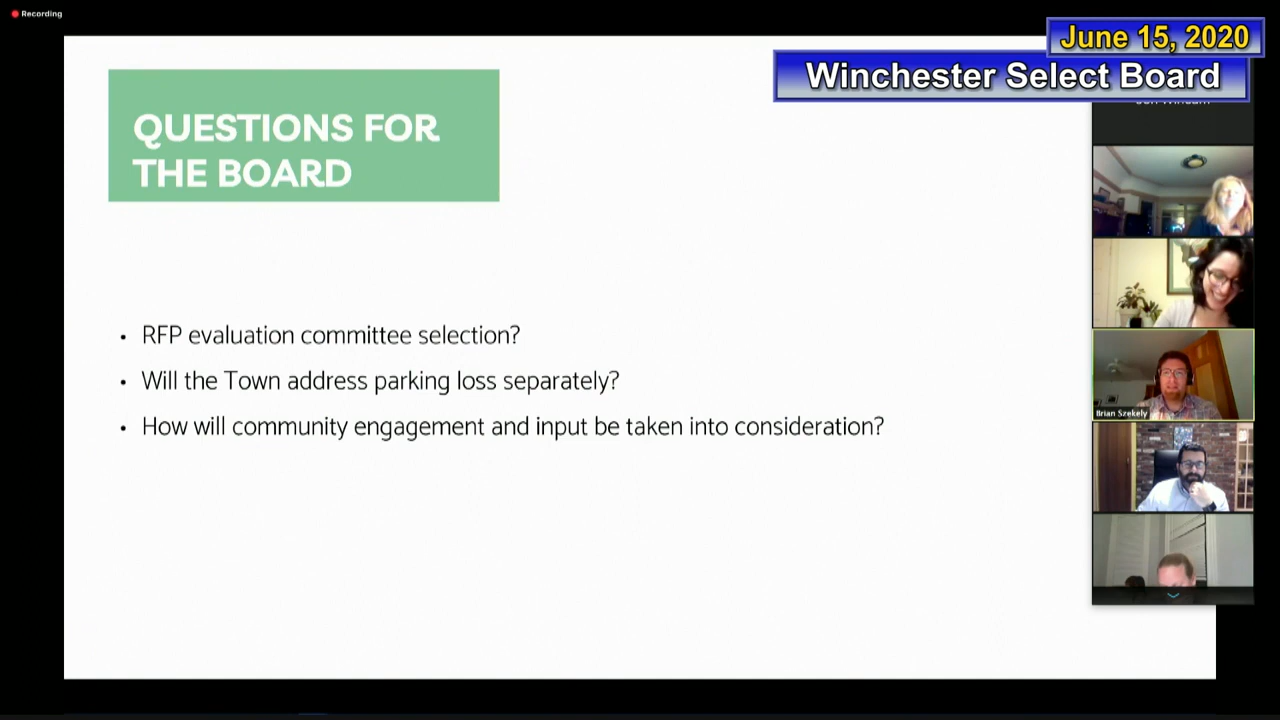 Recording
June 15, 2020
Winchester Select Board
QUESTIONS FOR
THE BOARD
• RFP evaluation committee selection?
• Will the Town address parking loss separately?
• How will community engagement and input be taken into consideration?
Brian Szekely